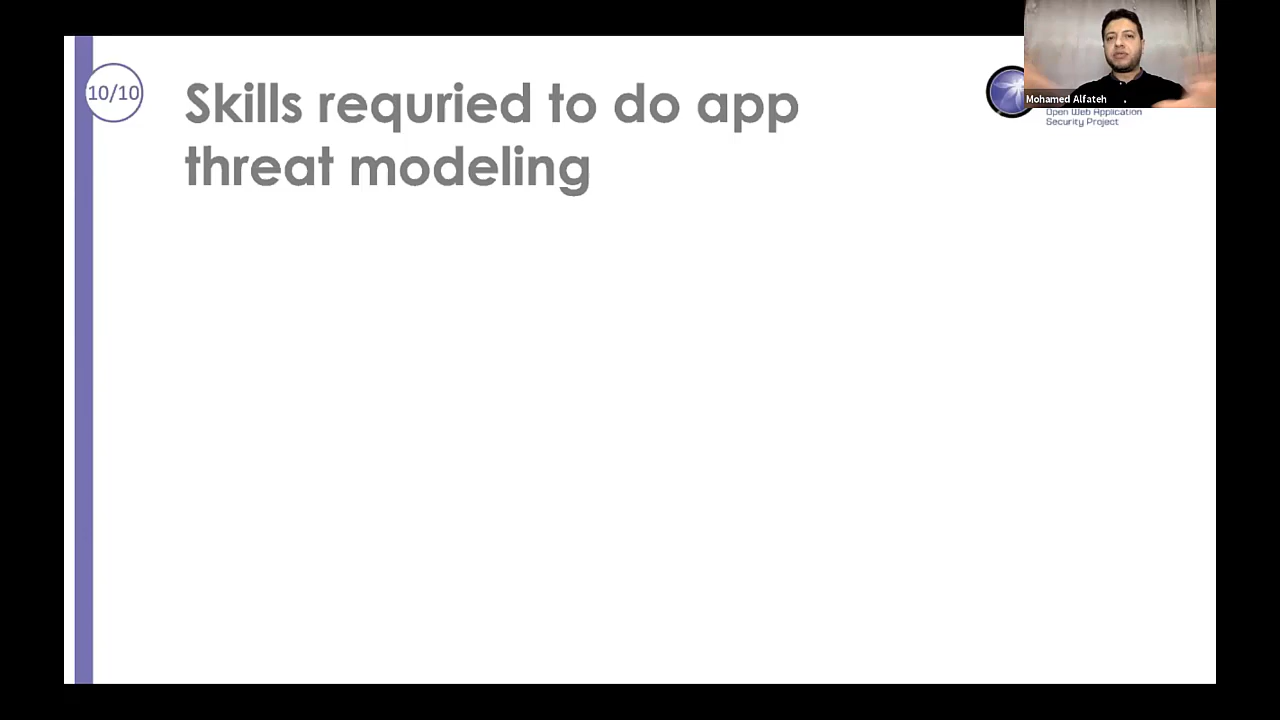 10/10
Skills requried to do app
threat modeling
Mohamed Alfateh
Open Web Application
Security Project